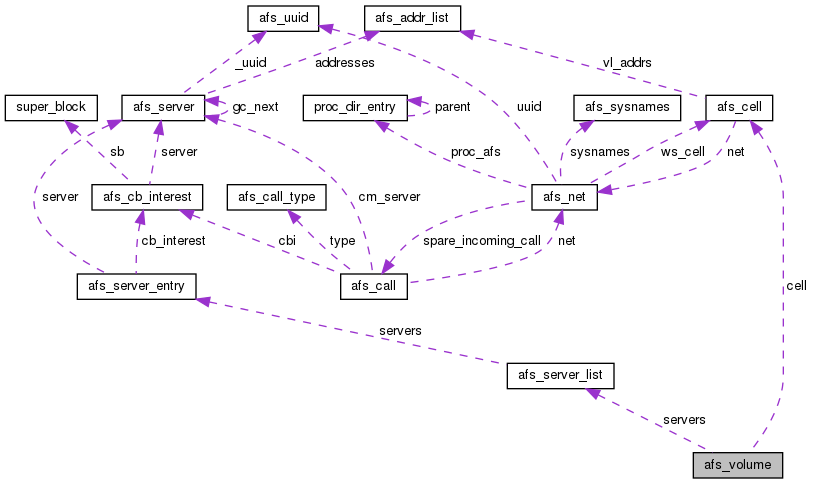 afs_uuid
afs_addr_list
_uuid
addresses
vl_addrs
super_block
afs_server
gc_next
proc_dir_entry
parent
uuid
afs_sysnames
afs_cell
sb
server
proc_afs
sysnames
ws_cell
net
server
afs_cb_interest
afs_call_type
cm_server
afs_net
cb_interest
cbi
type
spare_incoming_call
net
afs_server_entry
afs_call
cell
servers
afs_server_list
servers
afs_volume